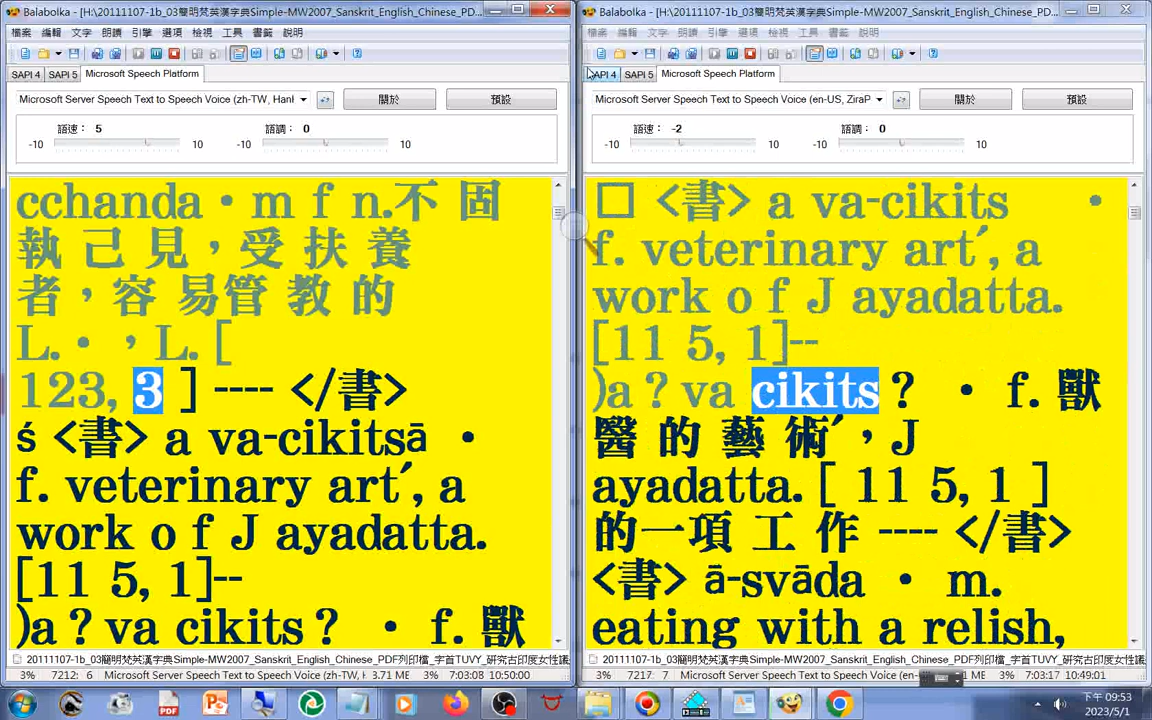 Balabolka - [H:\20111107-1b_03簡明梵英漢字典Simple-MW2007_Sanskrit_English_Chinese_PD
檔案 編輯 文字 朗讀 引擎 選項 檢視 工具 書籤 說明
SAPI 4 SAPI 5 Microsoft Speech Platform
Microsoft Server Speech Text to Speech Voice (zh-TW, Hanl
關於 預設
語速： 5 語調： 0
-10 10 -10 10
cchanda・m f n.不 固
執 己 見，受 扶 養
者，容 易管 教 的
L.・，L. [
123, 3 ] ---- </書>
ś <書> a va-cikitsā ・
f. veterinary art′, a
work o f J ayadatta.
[11 5, 1]--
)a？va cikits？ ・ f. 獸
20111107-1b_03簡明梵英漢字典Simple-MW2007_Sanskrit_English_Chinese_PDF列印檔_字首TUVY_研究古印度女性議
3% 7212: 6 Microsoft Server Speech Text to Speech Voice (zh-TW, H 3.71 ME 3% 7:03:08 10:50:00
Balabolka - [H:\20111107-1b_03簡明梵英漢字典Simple-MW2007_Sanskrit_English_Chinese_PDF
檔案 編輯 文字 朗讀 引擎 選項 檢視 工具 書籤 說明
SAPI 4 SAPI 5 Microsoft Speech Platform
Microsoft Server Speech Text to Speech Voice (en-US, ZiraP
關於 預設
語速： -2 語調： 0
-10 10 -10 10
□ <書> a va-cikits ・
f. veterinary art′, a
work o f J ayadatta.
[11 5, 1]--
)a？va cikits？ ・ f. 獸
醫 的 藝 術′，J
ayadatta. [ 11 5, 1 ]
的一項 工 作 ---- </書>
<書> ā-svāda ・ m.
eating with a relish,
20111107-1b_03簡明梵英漢字典Simple-MW2007_Sanskrit_English_Chinese_PDF列印檔_字首TUVY_研究古印度女性議
3% 7217: 7 Microsoft Server Speech Text to Speech Voice (en-U ME 3% 7:03:17 10:49:01
PDF
下午 09:53
2023/5/1